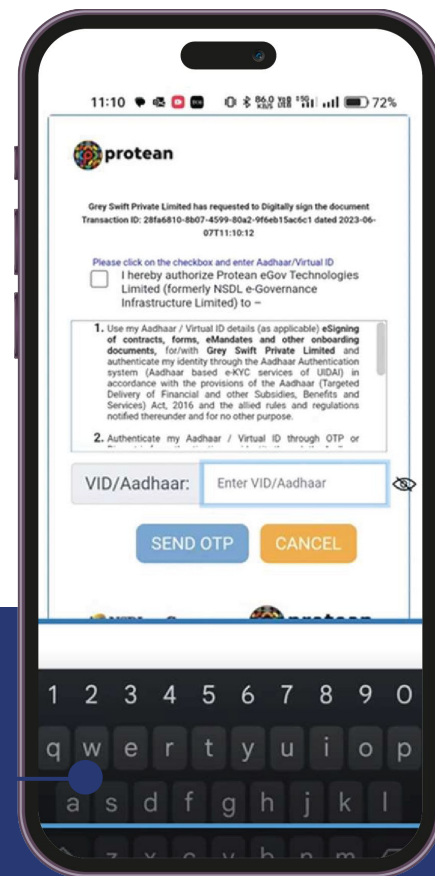 11:10 86.0 KB/S 5G 72%
protean
Grey Swift Private Limited has requested to Digitally sign the document
Transaction ID: 28fa6810-8b07-4599-80a2-9f6eb15ac6c1 dated 2023-06-
07T11:10:12
Please click on the checkbox and enter Aadhaar/Virtual ID
I hereby authorize Protean eGov Technologies
Limited (formerly NSDL e-Governance
Infrastructure Limited) to –
1. Use my Aadhaar / Virtual ID details (as applicable) eSigning
of contracts, forms, eMandates and other onboarding
documents, for/with Grey Swift Private Limited and
authenticate my identity through the Aadhaar Authentication
system (Aadhaar based e-KYC services of UIDAI) in
accordance with the provisions of the Aadhaar (Targeted
Delivery of Financial and other Subsidies, Benefits and
Services) Act, 2016 and the allied rules and regulations
notified thereunder and for no other purpose.
2. Authenticate my Aadhaar / Virtual ID through OTP or
VID/Aadhaar: Enter VID/Aadhaar
SEND OTP CANCEL
1 2 3 4 5 6 7 8 9 0
q w e r t y u i o p
a s d f g h j k l
z x c v b n m